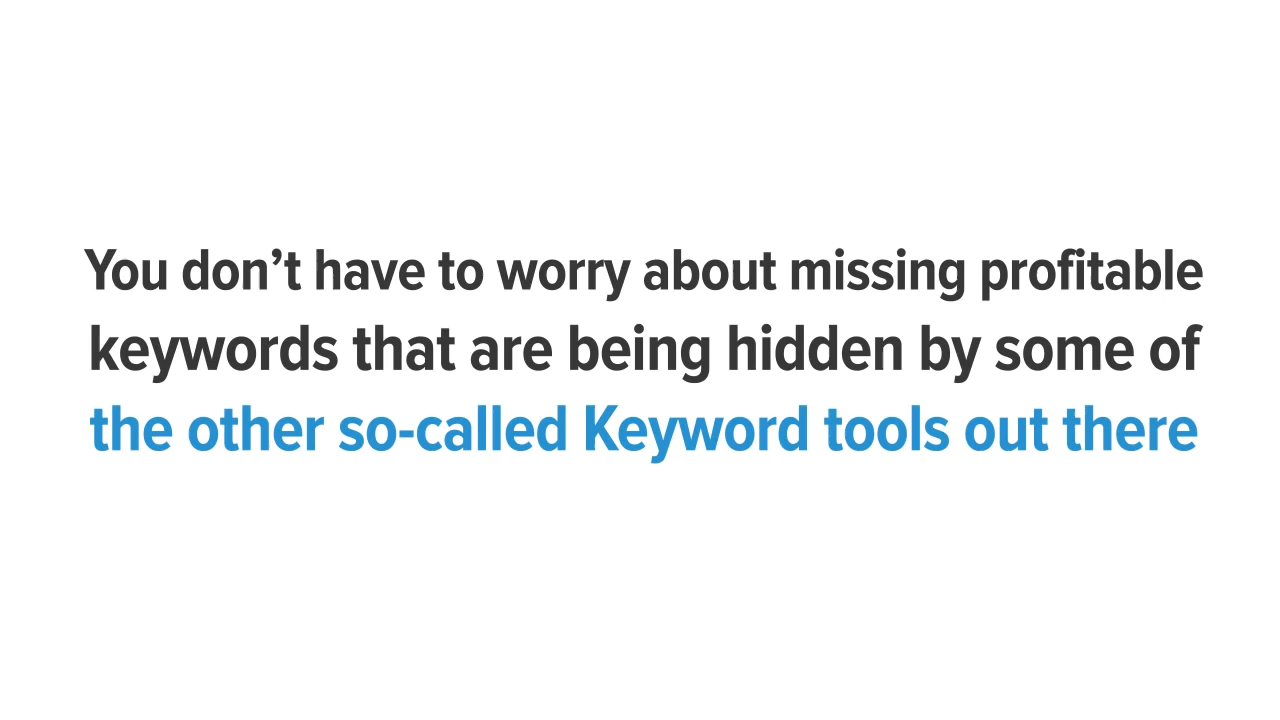 You don’t have to worry about missing profitable
keywords that are being hidden by some of
the other so-called Keyword tools out there